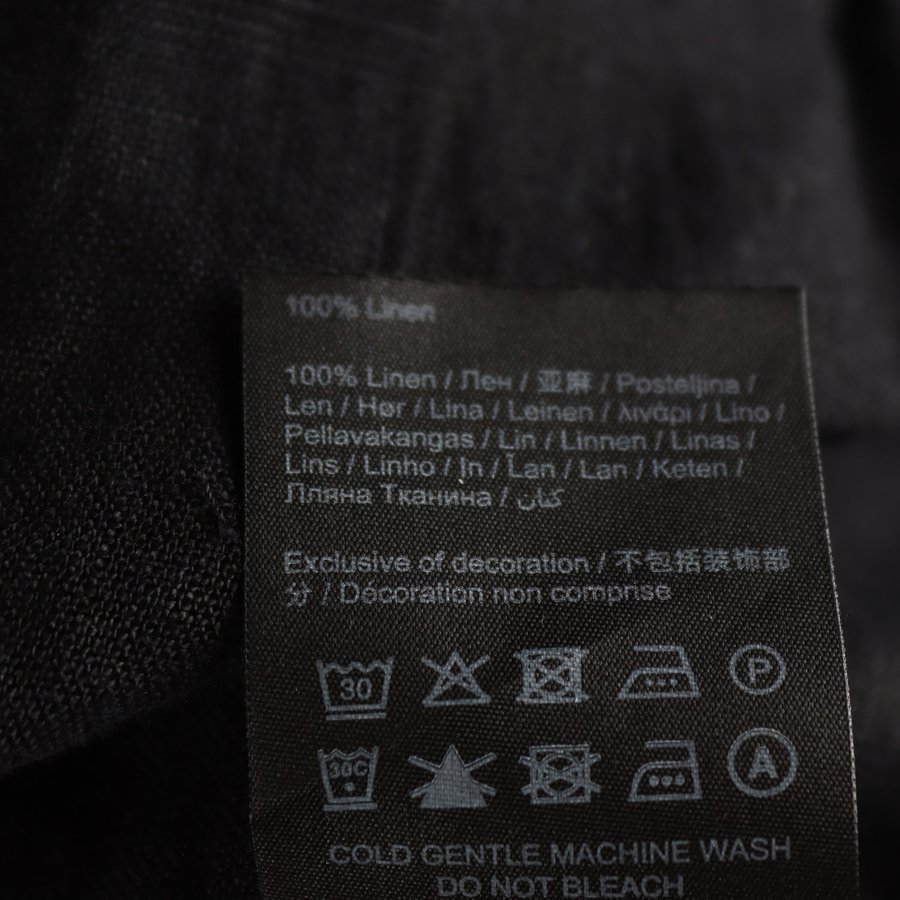 100% Linen
100% Linen / Лен / 亚麻 / Posteljina /
Len / Hør / Lina / Leinen / λινάρι / Lino /
Pellavakangas / Lin / Linnen / Linas /
Lins / Linho / In / Lan / Lan / Keten /
Лляна Тканина / كتان
Exclusive of decoration / 不包括装饰部
分 / Décoration non comprise
30 P
30C A
COLD GENTLE MACHINE WASH
DO NOT BLEACH